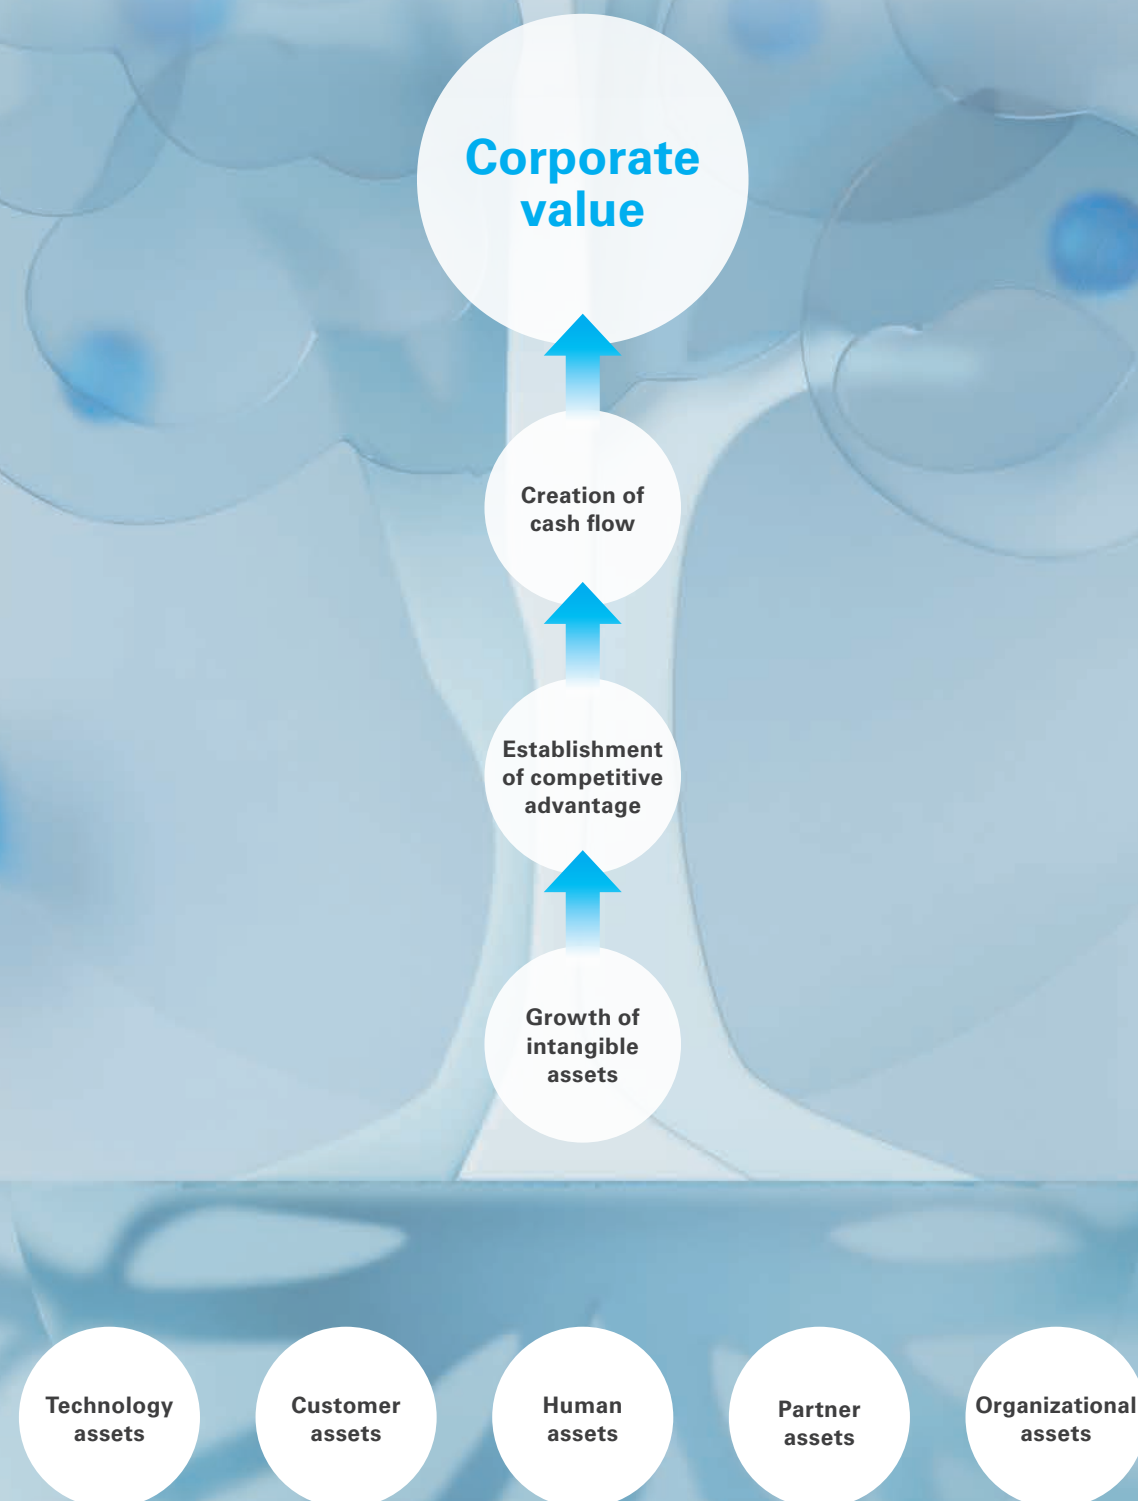 Corporate
value
Creation of
cash flow
Establishment
of competitive
advantage
Growth of
intangible
assets
Technology
assets
Customer
assets
Human
assets
Partner
assets
Organizational
assets